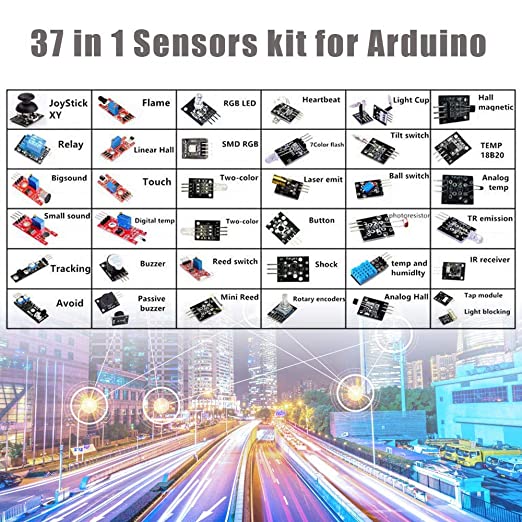 37 in 1 Sensors kit for Arduino
JoyStick
XY
Flame
RGB LED
Heartbeat
Light Cup
Hall
magnetic
Relay
Linear Hall
SMD RGB
7Color flash
Tilt switch
TEMP
18B20
Bigsound
Touch
Two-color
Laser emit
Ball switch
Analog
temp
Small sound
Digital temp
Two-color
Button
photoresistor
TR emission
Tracking
Buzzer
Reed switch
Shock
temp and
humidlty
IR receiver
Avoid
Passive
buzzer
Mini Reed
Rotary encoders
Analog Hall
Tap module
Light blocking